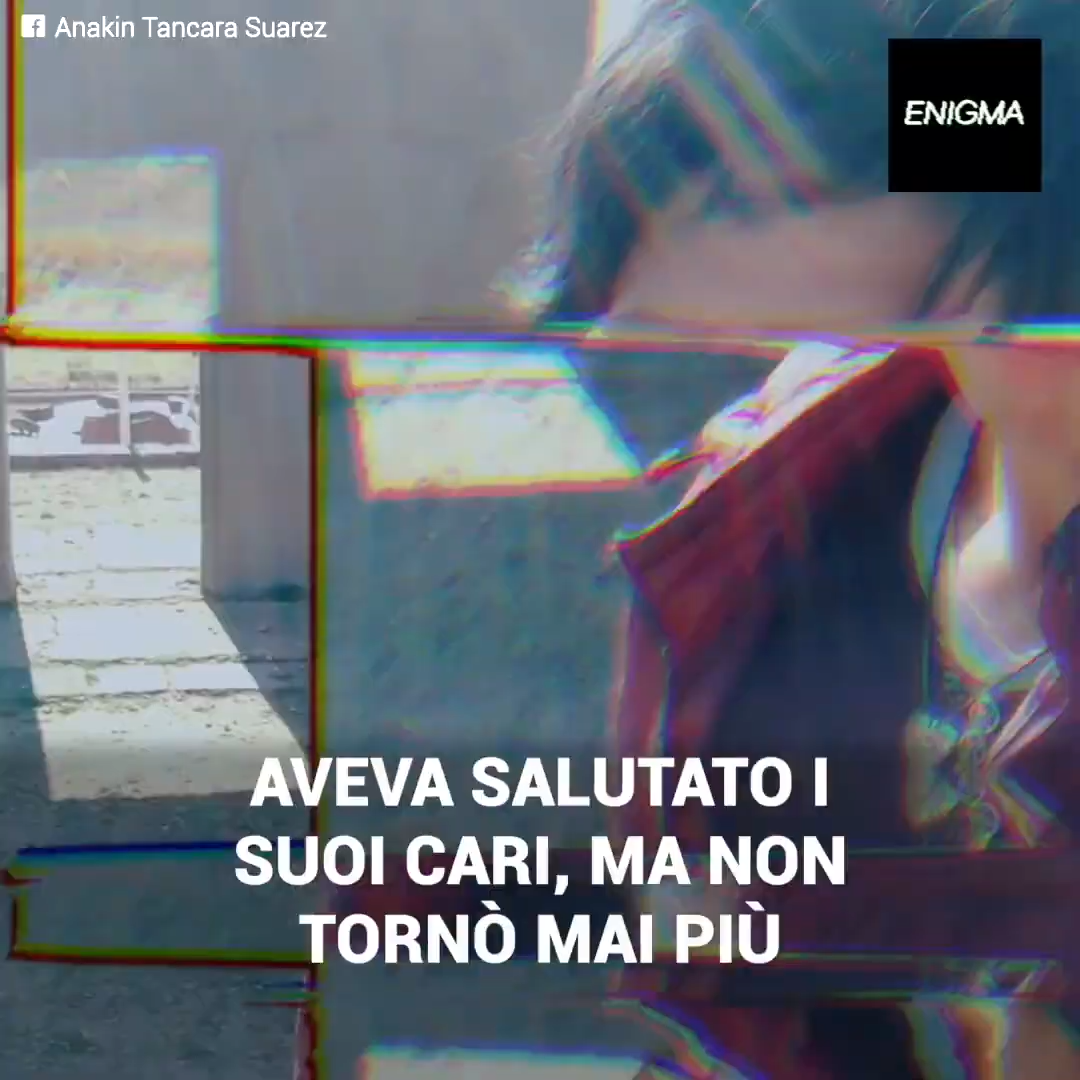 Anakin Tancara Suarez
ENIGMA
AVEVA SALUTATO I
SUOI CARI, MA NON
TORNÒ MAI PIÙ